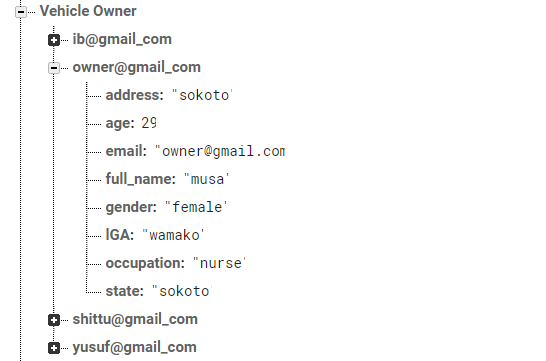 Vehicle Owner
ib@gmail_com
owner@gmail_com
address: "sokoto"
age: 29
email: "owner@gmail.com
full_name: "musa"
gender: "female"
lGA: "wamako"
occupation: "nurse"
state: "sokoto"
shittu@gmail_com
yusuf@gmail_com